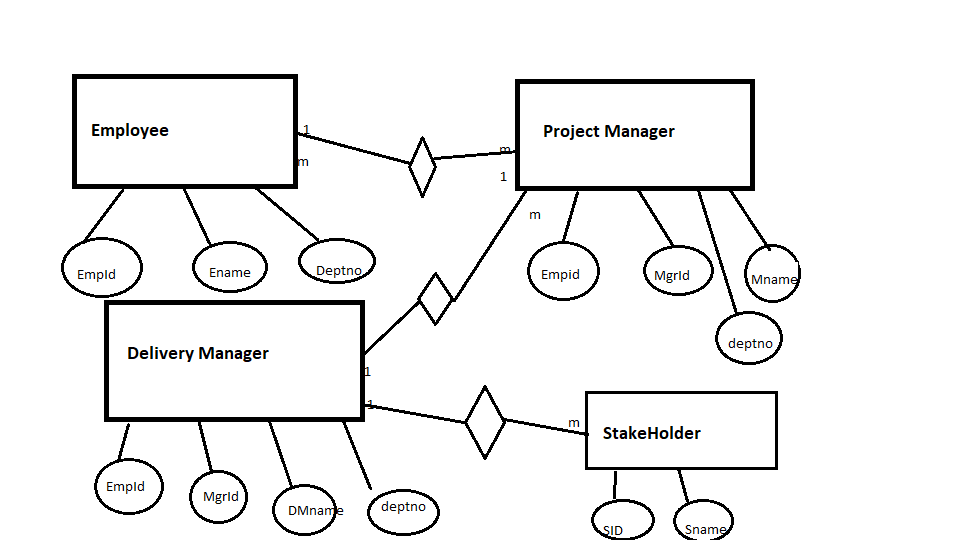 Employee
1
m
m
1
Project Manager
EmpId
Ename
Deptno
m
Empid
MgrId
Mname
deptno
Delivery Manager
1
1
m
StakeHolder
EmpId
MgrId
DMname
deptno
SID
Sname